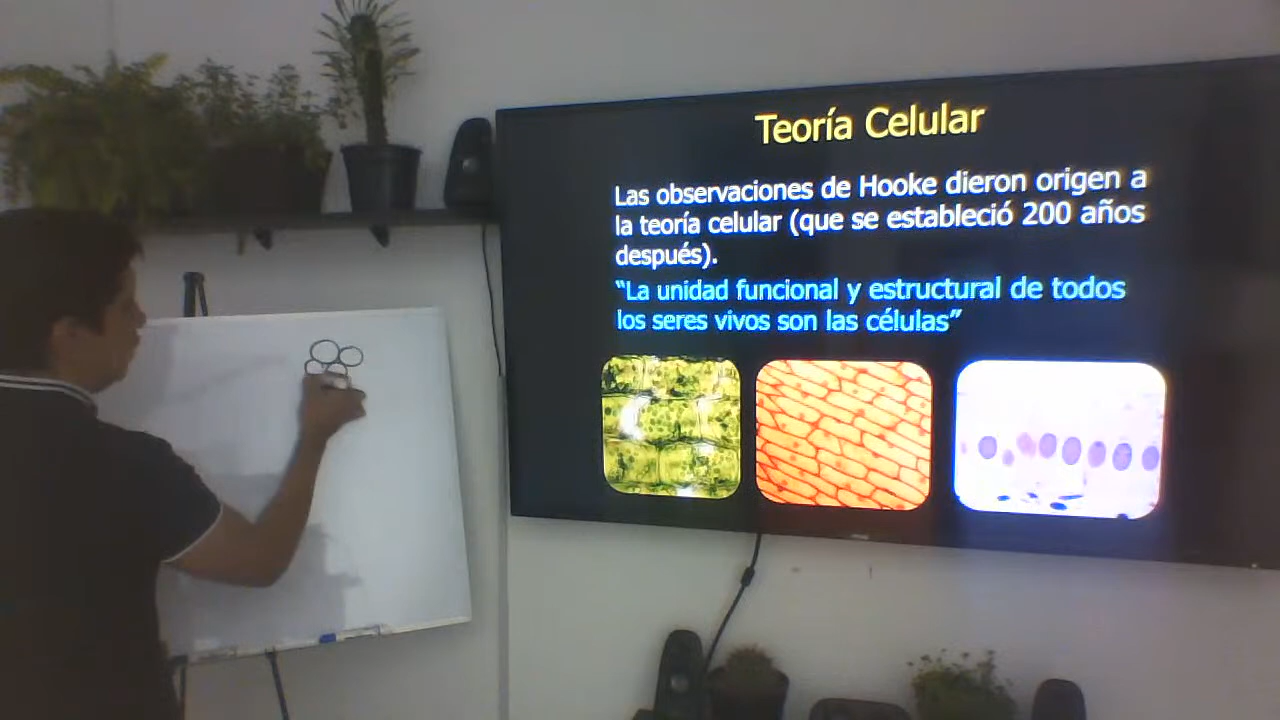 Teoría Celular
Las observaciones de Hooke dieron origen a
la teoría celular (que se estableció 200 años
después).
“La unidad funcional y estructural de todos
los seres vivos son las células”